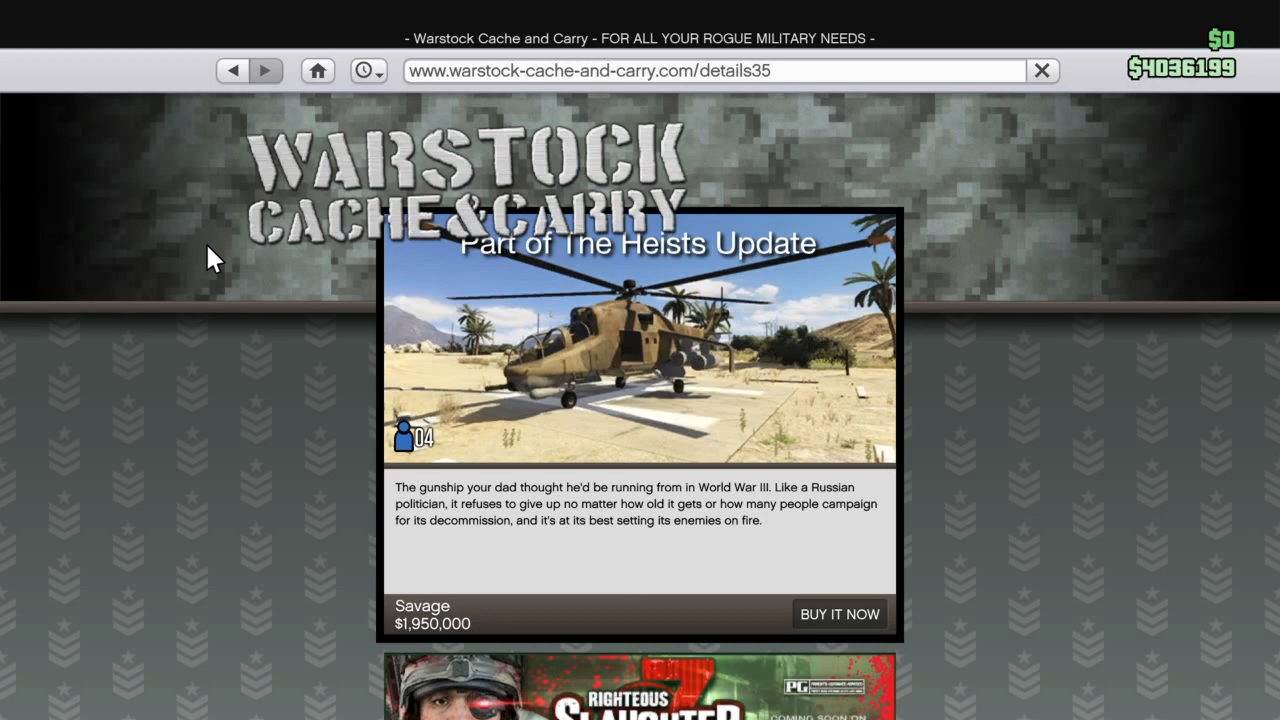 - Warstock Cache and Carry - FOR ALL YOUR ROGUE MILITARY NEEDS -
$0
www.warstock-cache-and-carry.com/details35
$4036199
WARSTOCK
CACHE & CARRY
Part of The Heists Update
04
The gunship your dad thought he'd be running from in World War III. Like a Russian
politician, it refuses to give up no matter how old it gets or how many people campaign
for its decommission, and it's at its best setting its enemies on fire.
Savage
$1,950,000
BUY IT NOW
RIGHTEOUS
SLAUGHTER
7
PG
COMING SOON ON